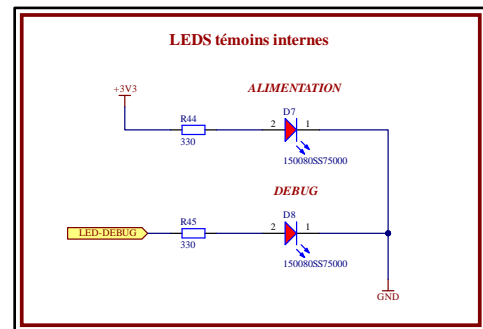 LEDS témoins internes
+3V3
ALIMENTATION
R44
D7
2
1
330
150080SS75000
DEBUG
R45
D8
LED-DEBUG
2
1
330
150080SS75000
GND